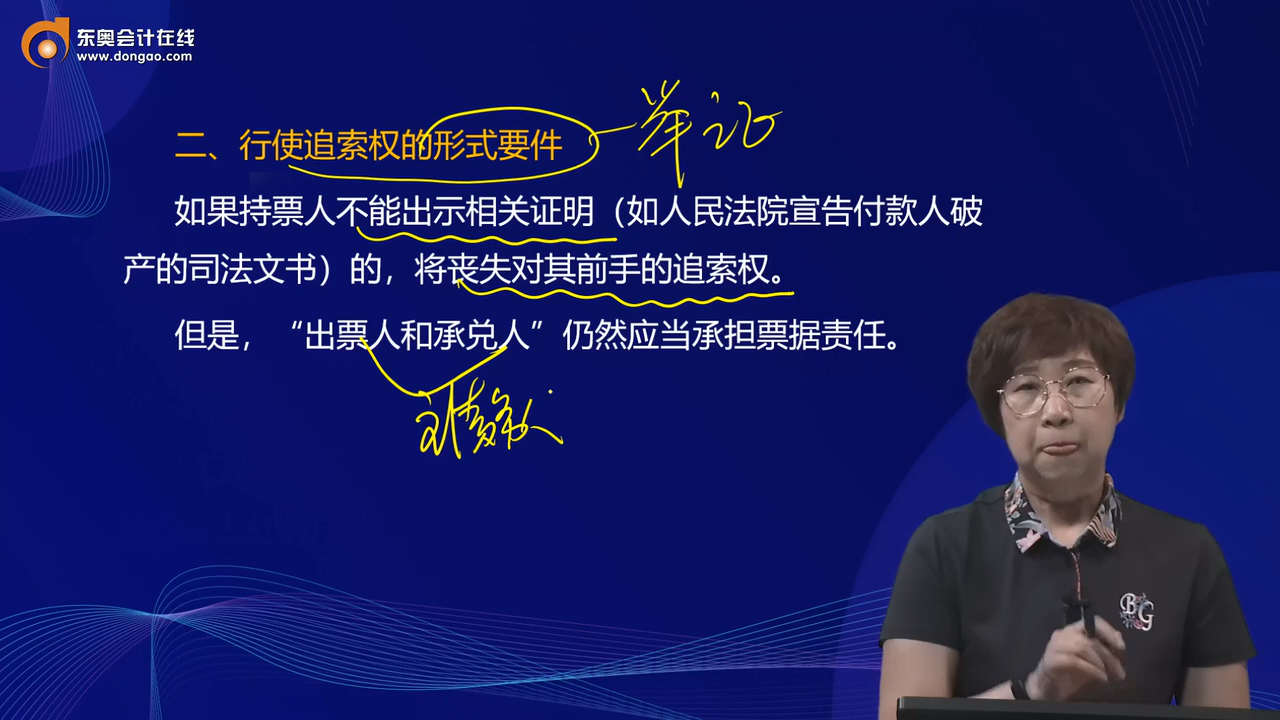 东奥会计在线
www.dongao.com
二、行使追索权的形式要件
举证
如果持票人不能出示相关证明（如人民法院宣告付款人破
产的司法文书）的，将丧失对其前手的追索权。
但是，“出票人和承兑人”仍然应当承担票据责任。
BG